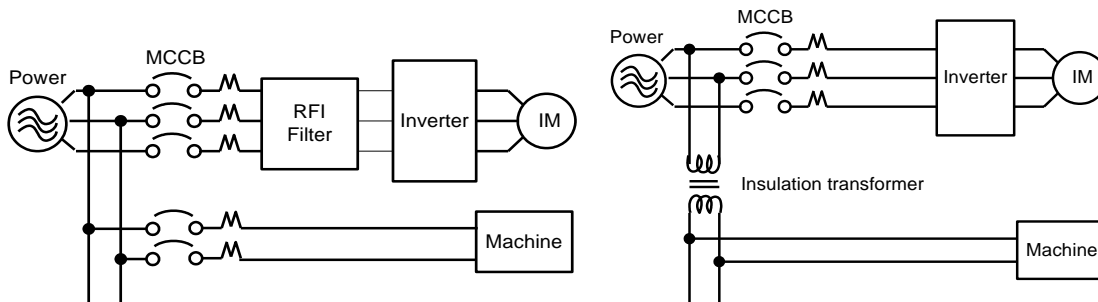 Power
MCCB
RFI
Filter
Inverter
IM
Machine
Power
MCCB
Inverter
IM
Insulation transformer
Machine